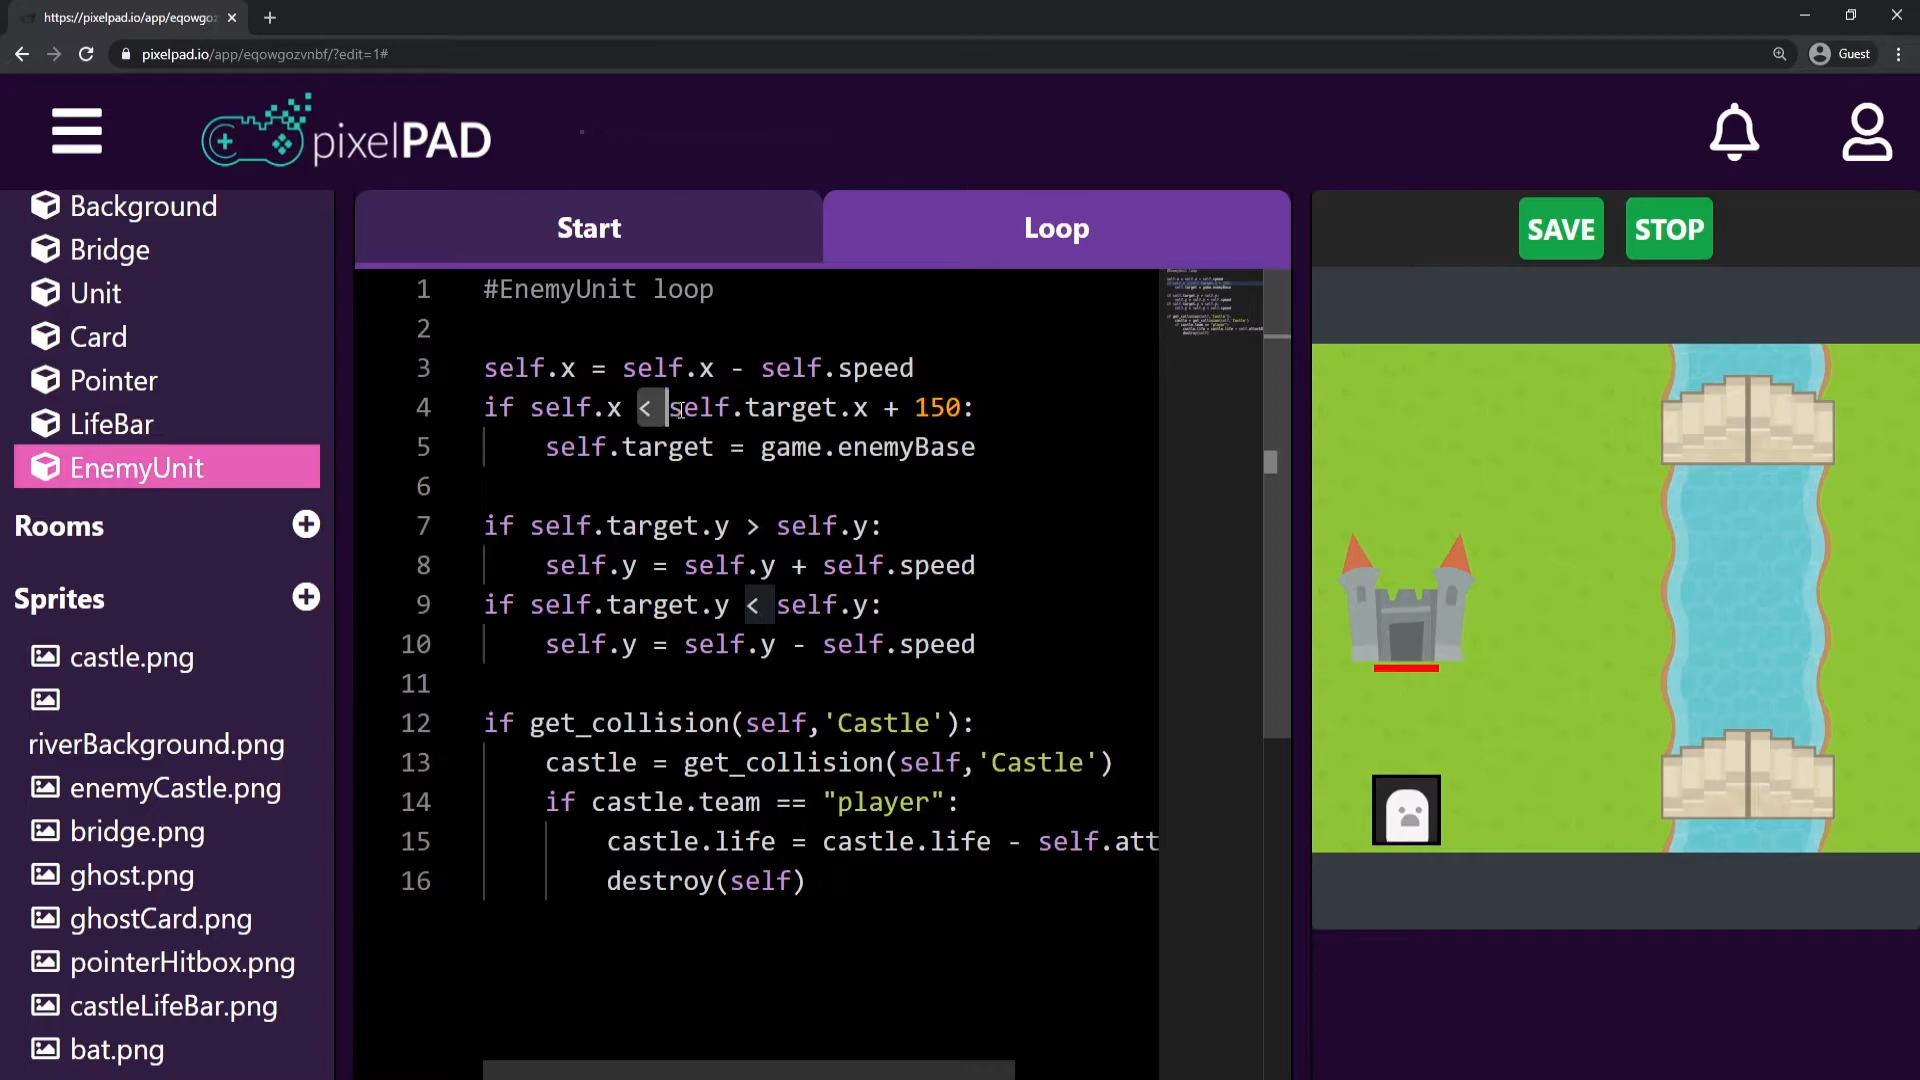 https://pixelpad.io/app/eqowgoz
pixelpad.io/app/eqowgozvnbf/?edit=1#
Guest
pixelPAD
Background
Bridge
Unit
Card
Pointer
LifeBar
EnemyUnit
Rooms
Sprites
castle.png
riverBackground.png
enemyCastle.png
bridge.png
ghost.png
ghostCard.png
pointerHitbox.png
castleLifeBar.png
bat.png
Start
Loop
1 #EnemyUnit loop
2
3 self.x = self.x - self.speed
4 if self.x < self.target.x + 150:
5 self.target = game.enemyBase
6
7 if self.target.y > self.y:
8 self.y = self.y + self.speed
9 if self.target.y < self.y:
10 self.y = self.y - self.speed
11
12 if get_collision(self,'Castle'):
13 castle = get_collision(self,'Castle')
14 if castle.team == "player":
15 castle.life = castle.life - self.att
16 destroy(self)
SAVE
STOP